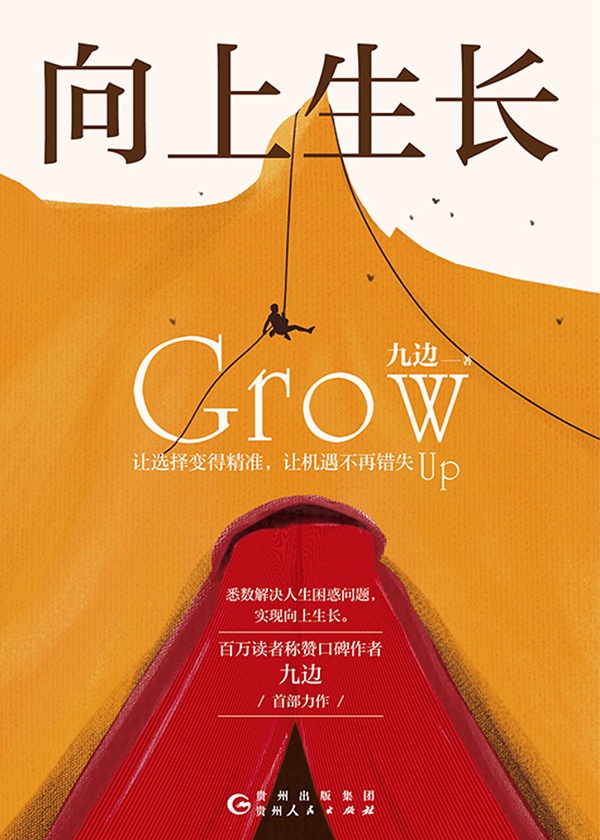 向上生长
九边 著
Grow
让选择变得精准，让机遇不再错失
Up
悉数解决人生困惑问题，
实现向上生长。
百万读者称赞口碑作者
九边
/ 首部力作 /
贵州出版集团
贵州人民出版社